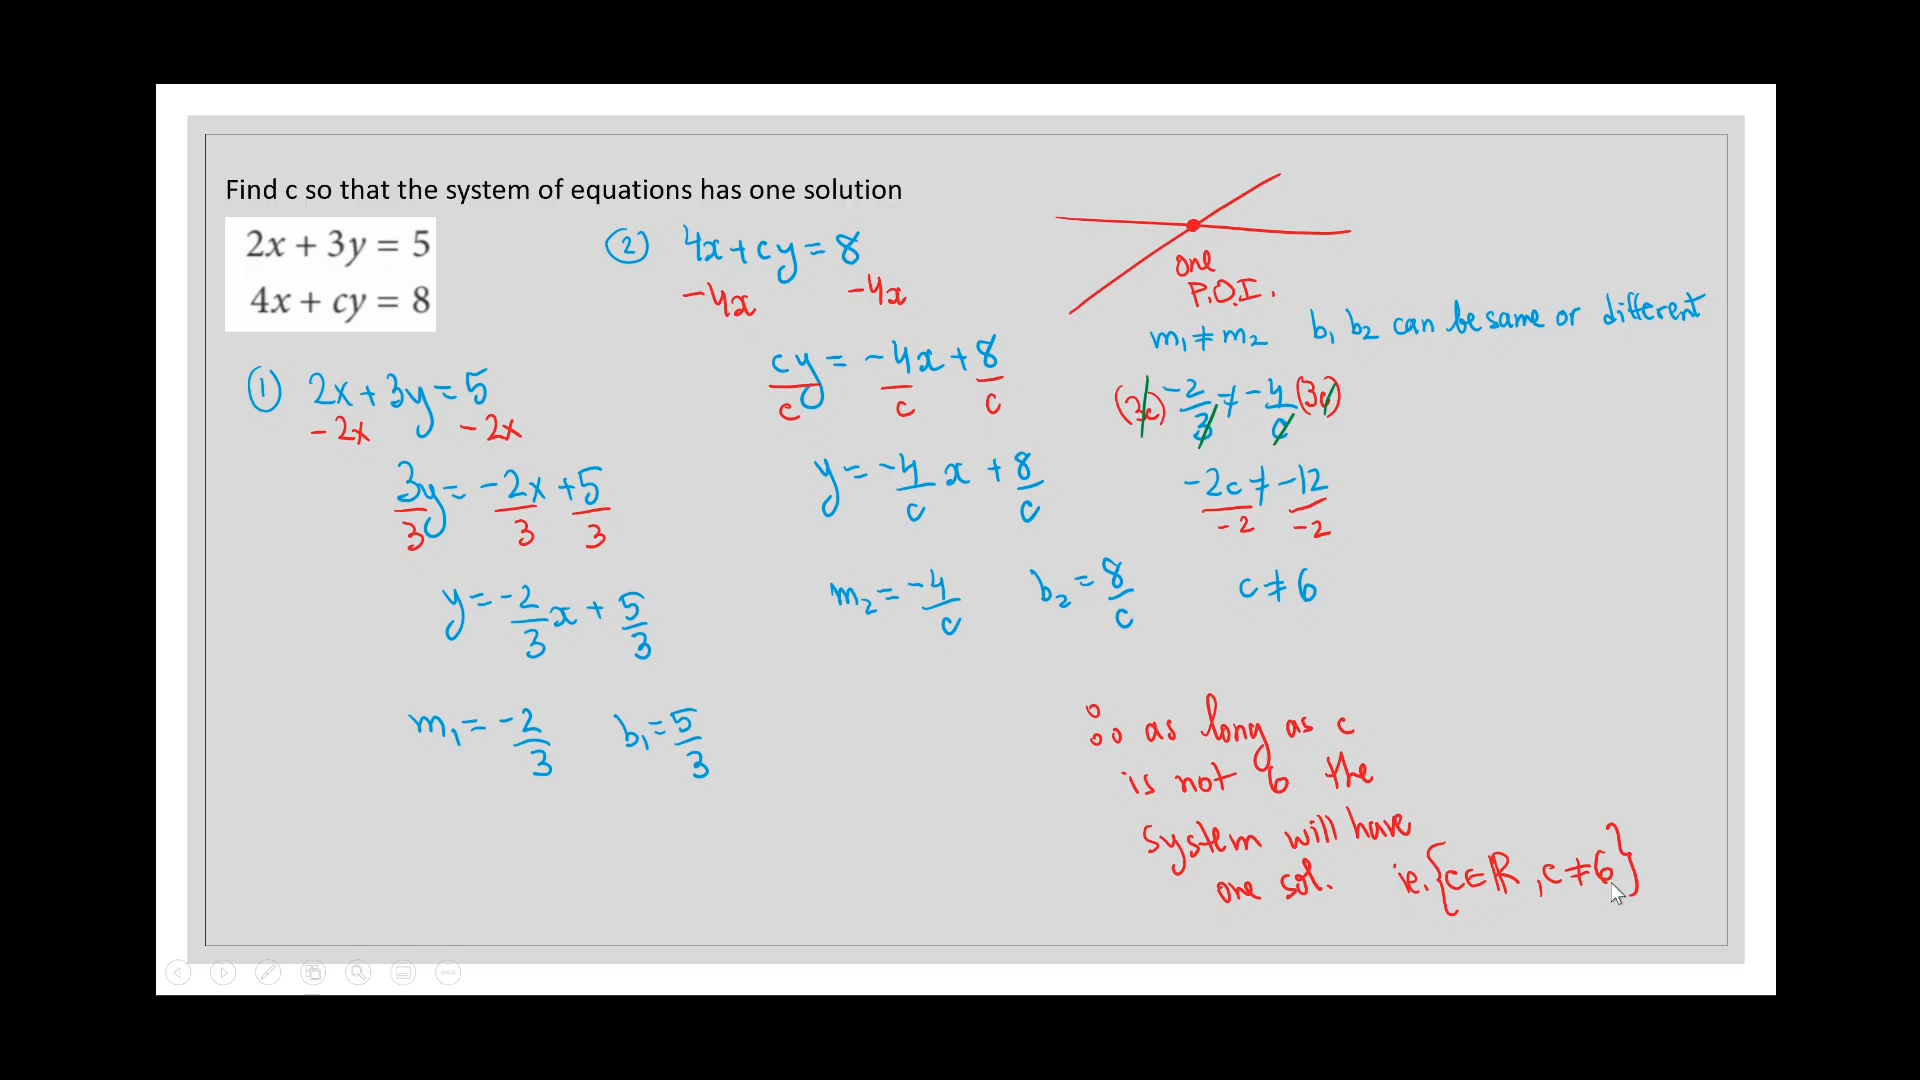 Find c so that the system of equations has one solution
2x + 3y = 5
4x + cy = 8
① 2x + 3y = 5
-2x -2x
3y = -2x + 5
3 3 3
y = -2/3 x + 5/3
m₁ = -2/3 b₁ = 5/3
② 4x + cy = 8
-4x -4x
cy = -4x + 8
c c c
y = -4/c x + 8/c
m₂ = -4/c b₂ = 8/c
one
P.O.I.
m₁ ≠ m₂ b₁ b₂ can be same or different
(3c) -2/3 ≠ -4/c (3c)
-2c ≠ -12
-2 -2
c ≠ 6
∴ as long as c
is not 6 the
system will have
one sol. ie. {c∈ℝ, c≠6}